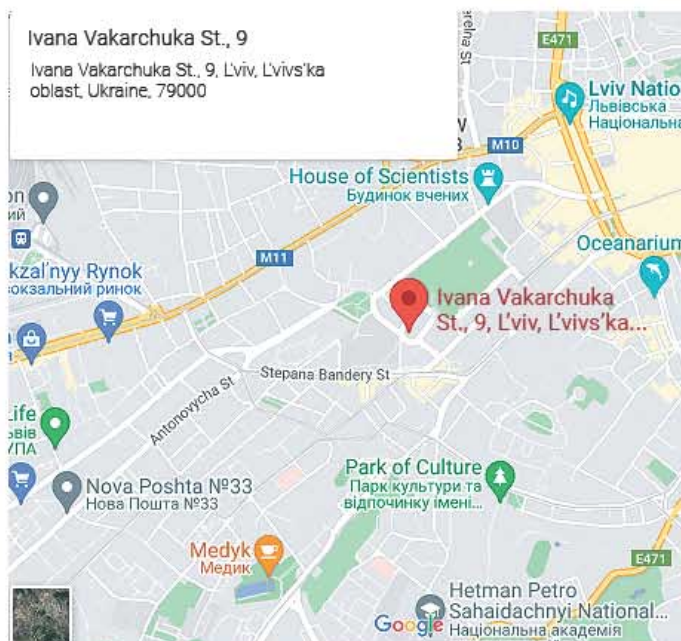 Ivana Vakarchuka St., 9
Ivana Vakarchuka St., 9, L'viv, L'vivs'ka
oblast, Ukraine, 79000
E471
Lviv Natio
Львівська
Національна
M10
House of Scientists
Будинок вчених
M11
Oceanarium
kzal'nyy Rynok
вокзальний ринок
Ivana Vakarchuka
St., 9, L'viv, L'vivs'ka...
Stepana Bandery St
Antonovycha St
Life
ьвів
УПА
Park of Culture
Парк культури та
відпочинку імені...
Nova Poshta №33
Нова Пошта №33
Medyk
Медик
E471
Hetman Petro
Sahaidachnyi National...
Національна академія
Google